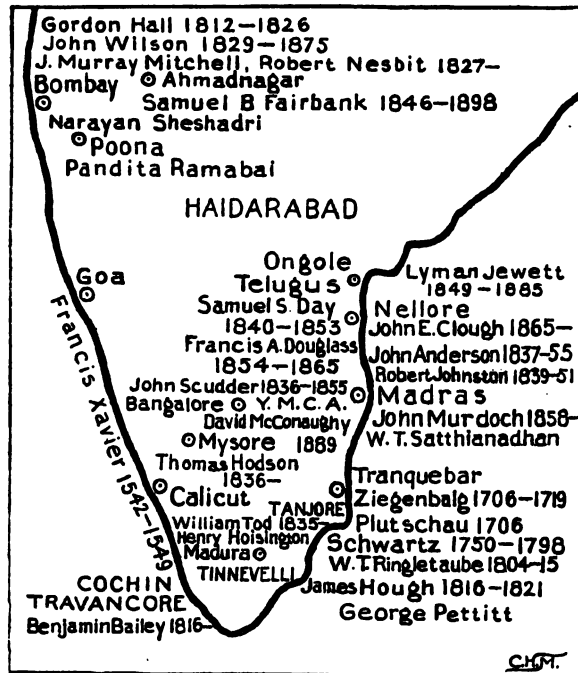 Gordon Hall 1812–1826
John Wilson 1829–1875
J. Murray Mitchell, Robert Nesbit 1827–
Bombay
Ahmadnagar
Samuel B Fairbank 1846–1898
Narayan Sheshadri
Poona
Pandita Ramabai
HAIDARABAD
Goa
Francis Xavier 1542–1549
Ongole
Telugus
Lyman Jewett
1849–1885
Samuel S. Day
1840–1853
Nellore
John E. Clough 1865–
Francis A. Douglass
1854–1865
John Anderson 1837–55
Robert Johnston 1839–51
John Scudder 1836–1855
Madras
Bangalore
Y. M. C. A.
David McConaughy
1889
John Murdoch 1858–
W. T. Satthianadhan
Mysore
Thomas Hodson
1836–
Calicut
Tranquebar
TANJORE
Ziegenbalg 1706–1719
Plutschau 1706
William Tod 1835–
Henry Hoisington
Schwartz 1750–1798
Madura
W. T Ringletaube 1804–15
TINNEVELLI
James Hough 1816–1821
George Pettitt
COCHIN
TRAVANCORE
Benjamin Bailey 1816–
C.H.M.